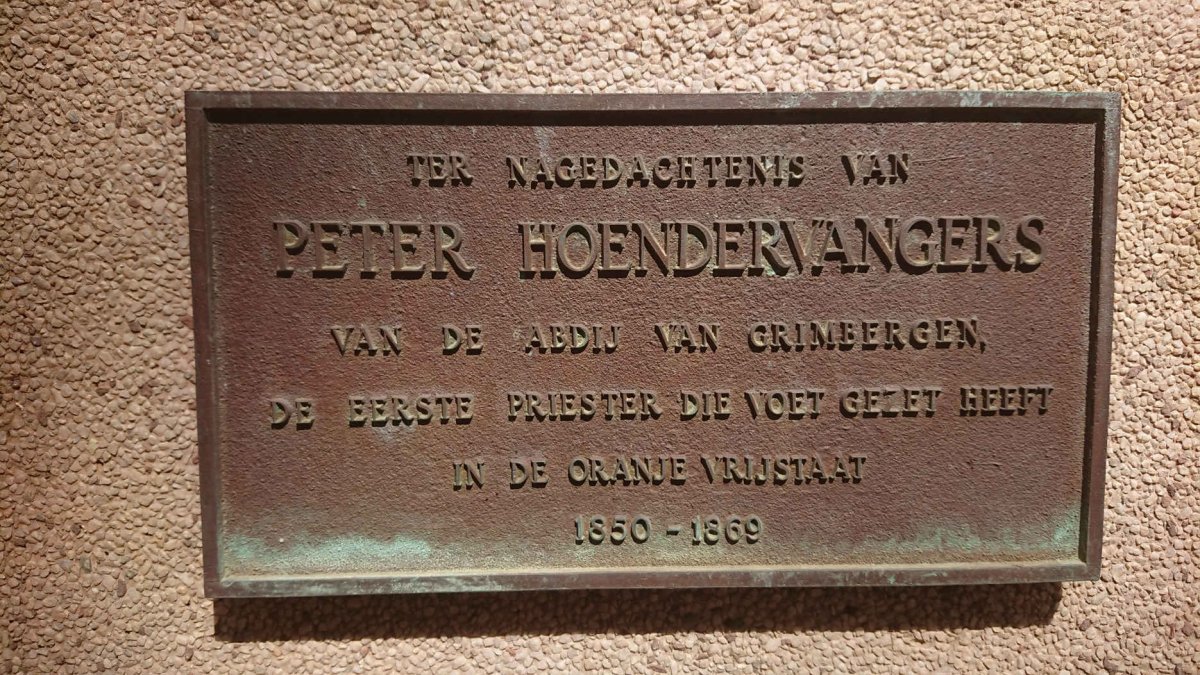 TER NAGEDACHTENIS VAN
PETER HOENDERVANGERS
VAN DE ABDIJ VAN GRIMBERGEN,
DE EERSTE PRIESTER DIE VOET GEZET HEEFT
IN DE ORANJE VRIJSTAAT
1850 - 1869